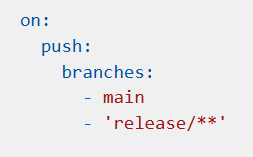 on:
  push:
    branches:
      - main
      - 'release/**'